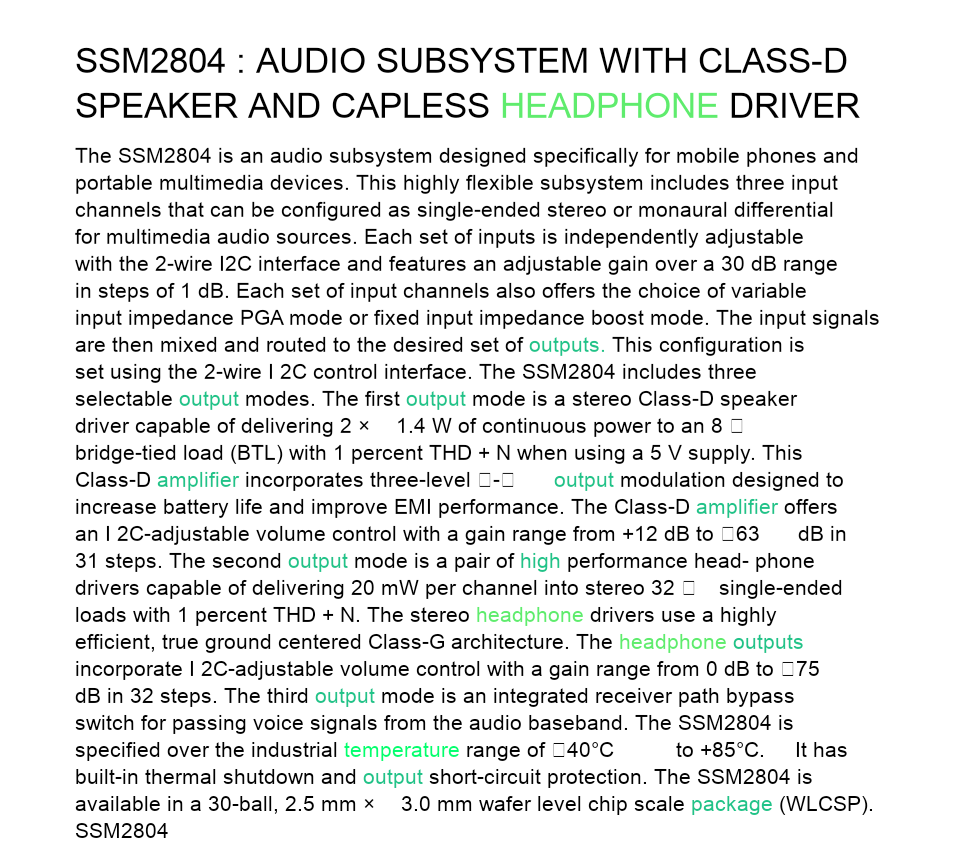 SSM2804 : AUDIO SUBSYSTEM WITH CLASS-D
SPEAKER AND CAPLESS HEADPHONE DRIVER
The SSM2804 is an audio subsystem designed specifically for mobile phones and
portable multimedia devices. This highly flexible subsystem includes three input
channels that can be configured as single-ended stereo or monaural differential
for multimedia audio sources. Each set of inputs is independently adjustable
with the 2-wire I2C interface and features an adjustable gain over a 30 dB range
in steps of 1 dB. Each set of input channels also offers the choice of variable
input impedance PGA mode or fixed input impedance boost mode. The input signals
are then mixed and routed to the desired set of outputs. This configuration is
set using the 2-wire I 2C control interface. The SSM2804 includes three
selectable output modes. The first output mode is a stereo Class-D speaker
driver capable of delivering 2 × 1.4 W of continuous power to an 8 □
bridge-tied load (BTL) with 1 percent THD + N when using a 5 V supply. This
Class-D amplifier incorporates three-level □-□ output modulation designed to
increase battery life and improve EMI performance. The Class-D amplifier offers
an I 2C-adjustable volume control with a gain range from +12 dB to □63 dB in
31 steps. The second output mode is a pair of high performance head- phone
drivers capable of delivering 20 mW per channel into stereo 32 □ single-ended
loads with 1 percent THD + N. The stereo headphone drivers use a highly
efficient, true ground centered Class-G architecture. The headphone outputs
incorporate I 2C-adjustable volume control with a gain range from 0 dB to □75
dB in 32 steps. The third output mode is an integrated receiver path bypass
switch for passing voice signals from the audio baseband. The SSM2804 is
specified over the industrial temperature range of □40°C to +85°C. It has
built-in thermal shutdown and output short-circuit protection. The SSM2804 is
available in a 30-ball, 2.5 mm × 3.0 mm wafer level chip scale package (WLCSP).
SSM2804